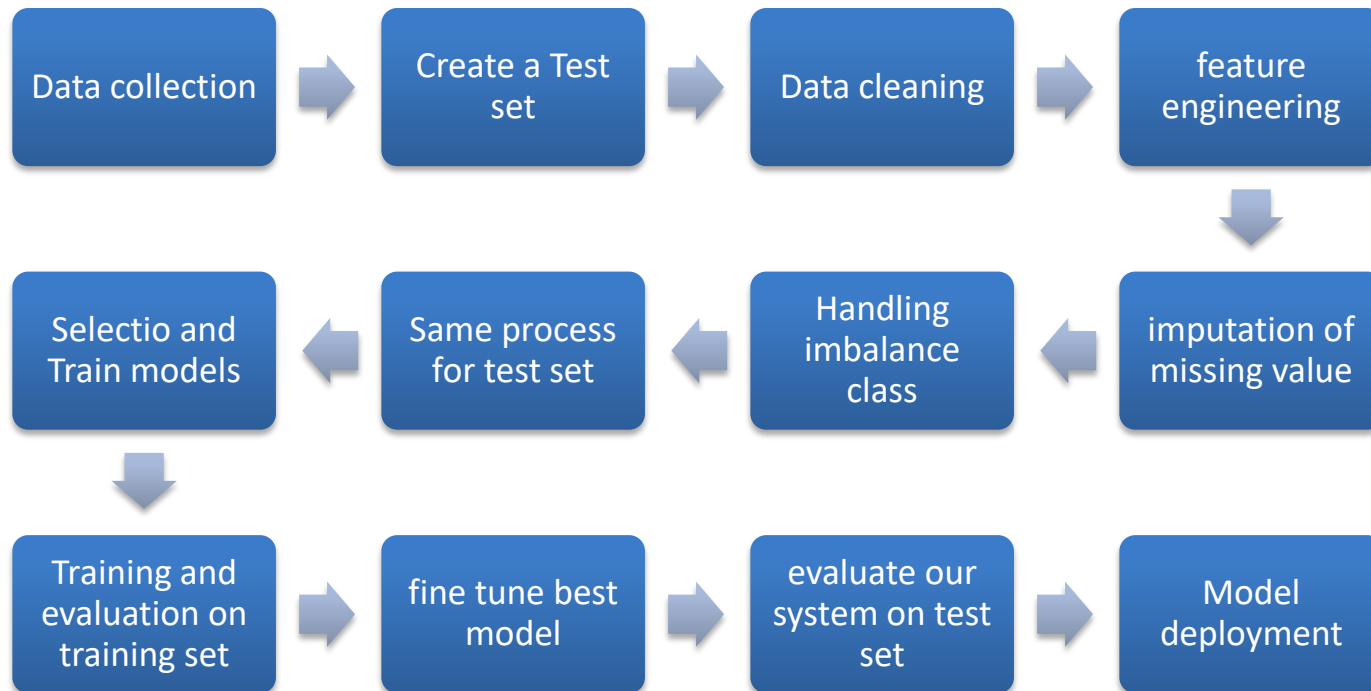 Data collection
Create a Test
set
Data cleaning
feature
engineering
imputation of
missing value
Handling
imbalance
class
Same process
for test set
Selectio and
Train models
Training and
evaluation on
training set
fine tune best
model
evaluate our
system on test
set
Model
deployment